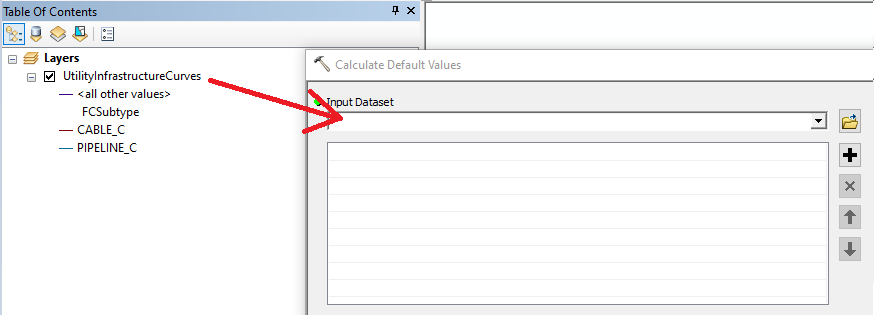 Table Of Contents
Layers
UtilityInfrastructureCurves
<all other values>
FCSubtype
CABLE_C
PIPELINE_C
Calculate Default Values
Input Dataset